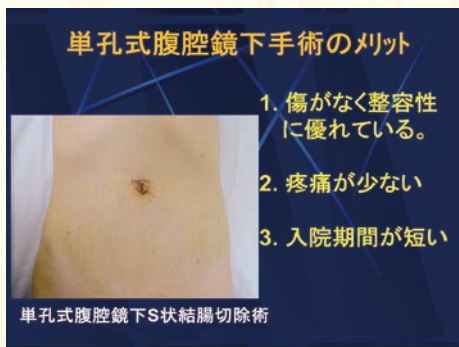 単孔式腹腔鏡下手術のメリット
1. 傷がなく整容性
に優れている。
2. 疼痛が少ない
3. 入院期間が短い
単孔式腹腔鏡下S状結腸切除術